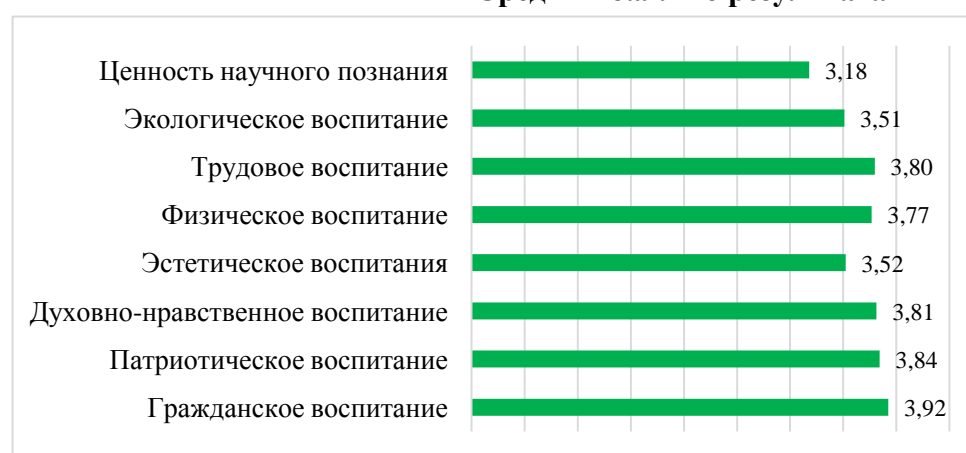 Ценность научного познания 3,18
Экологическое воспитание 3,51
Трудовое воспитание 3,80
Физическое воспитание 3,77
Эстетическое воспитания 3,52
Духовно-нравственное воспитание 3,81
Патриотическое воспитание 3,84
Гражданское воспитание 3,92